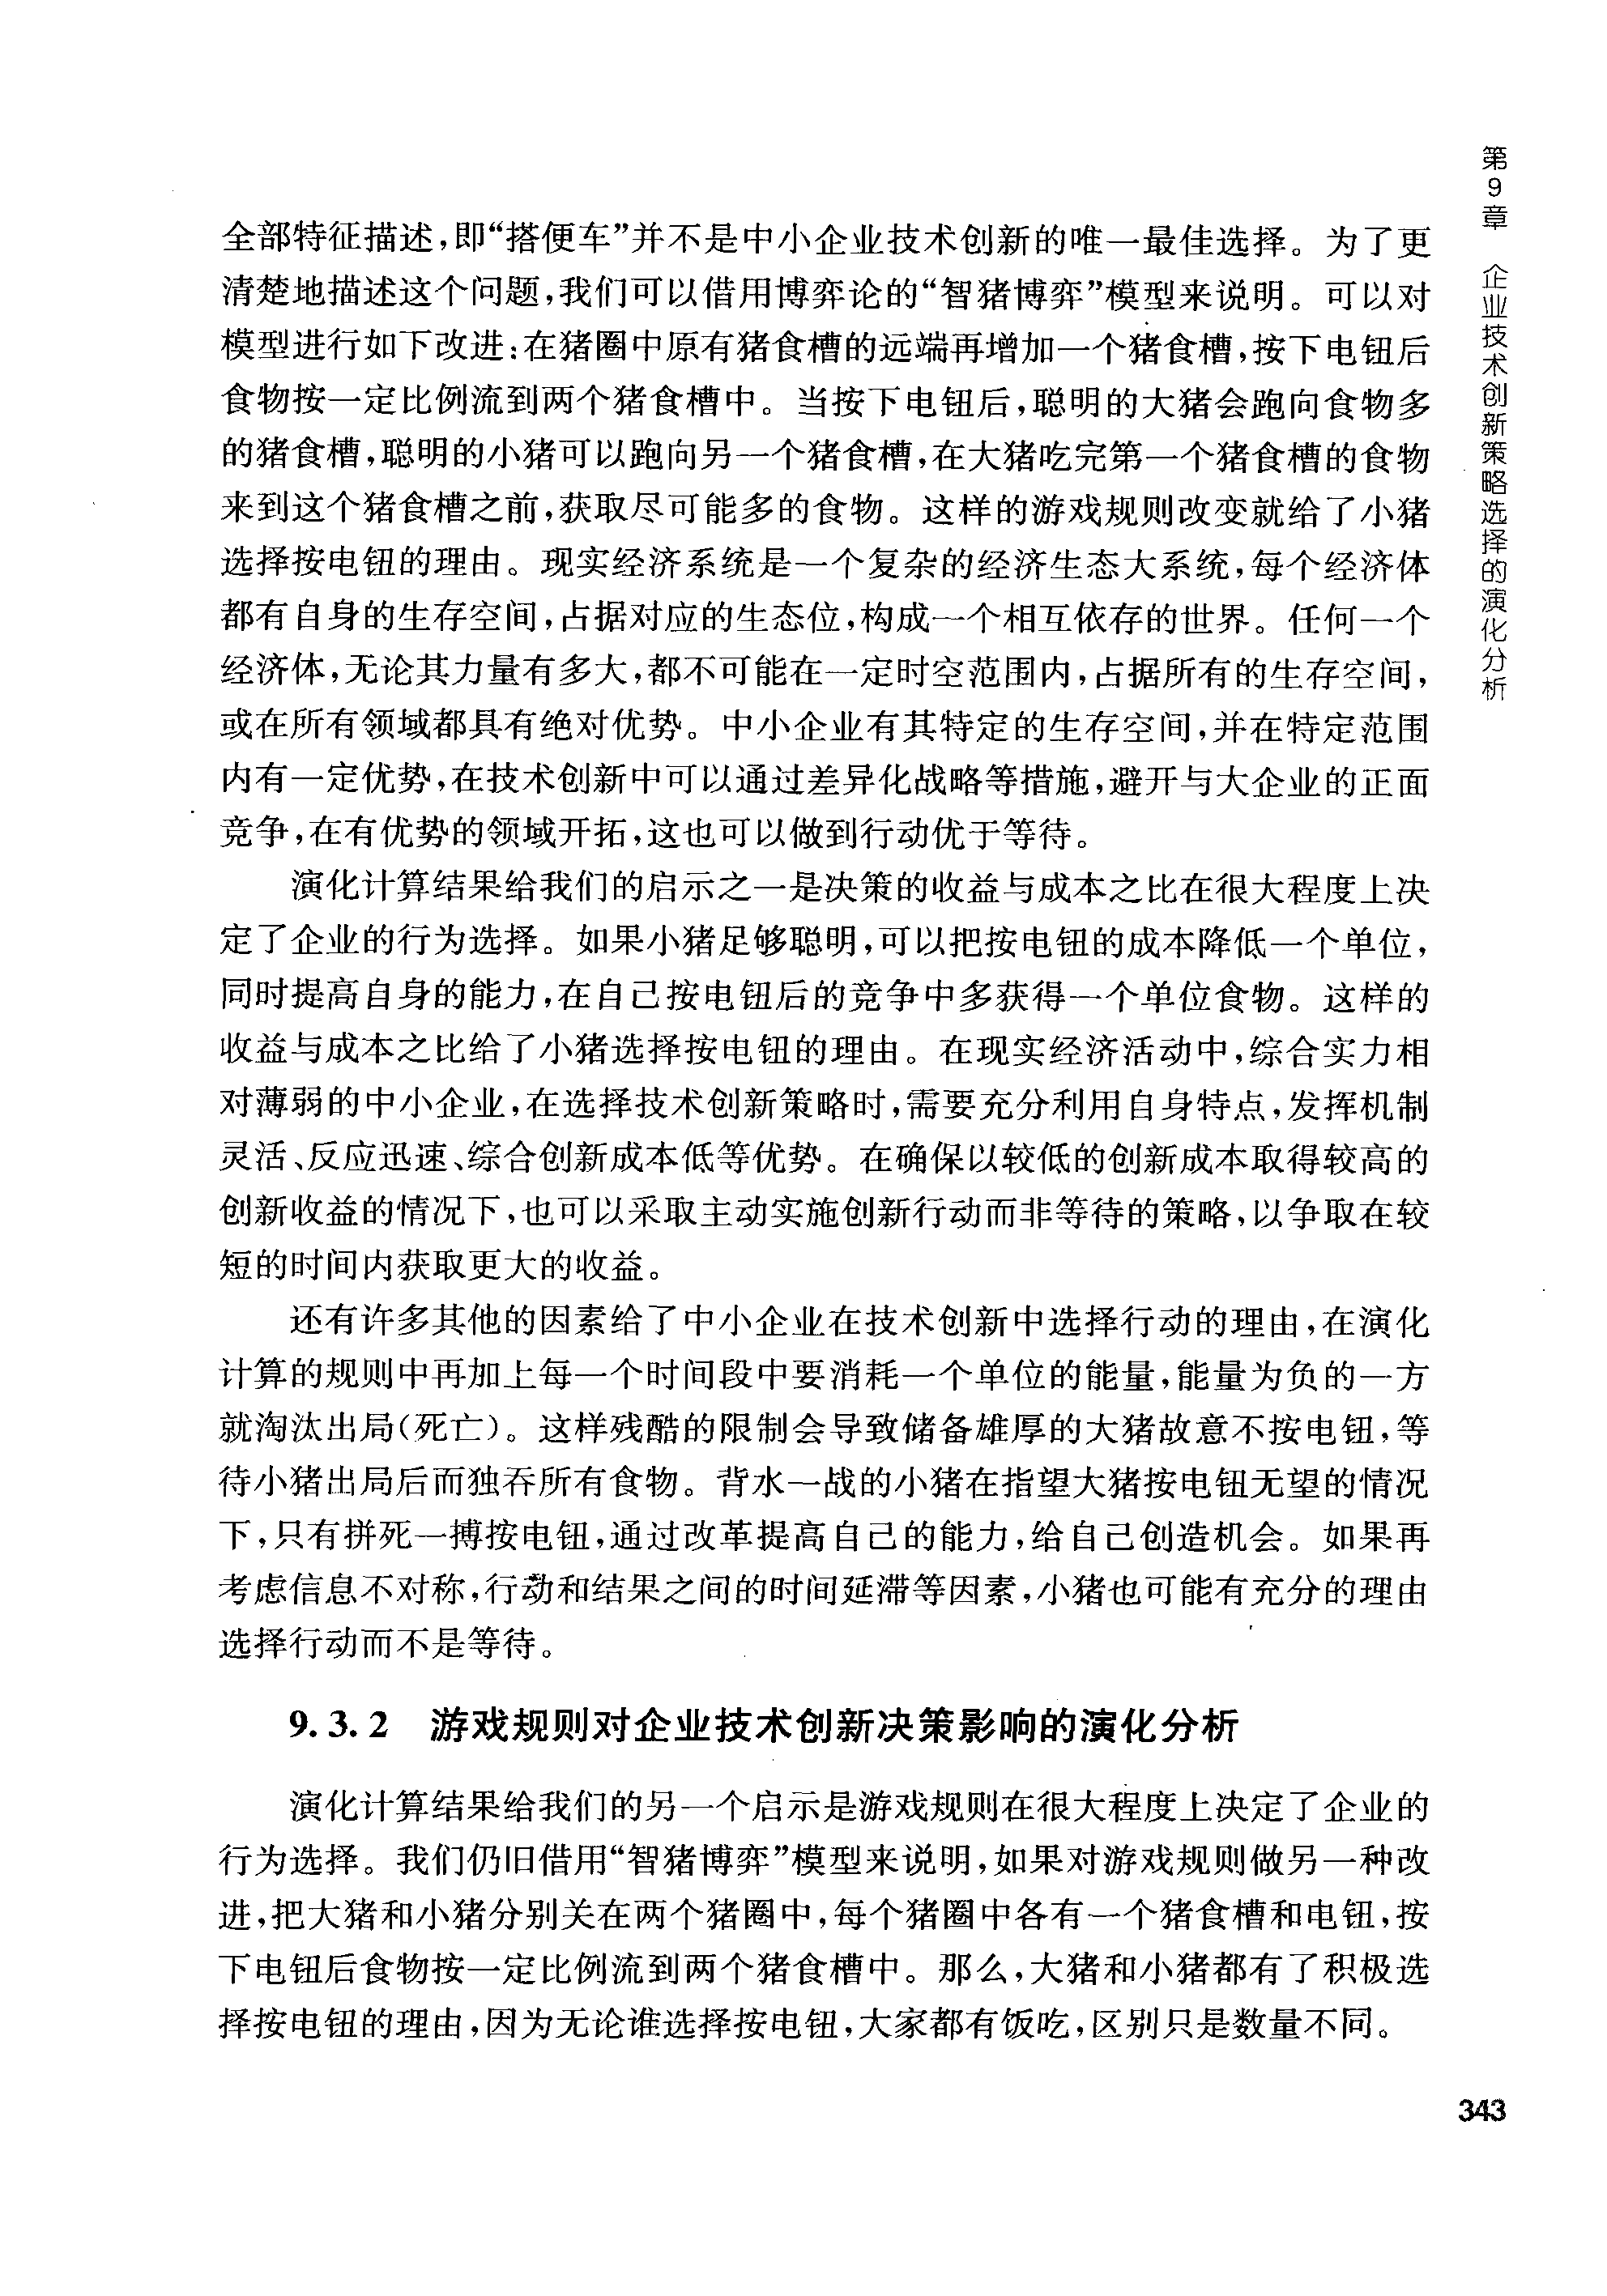 第9章 企业技术创新策略选择的演化分析
全部特征描述,即“搭便车”并不是中小企业技术创新的唯一最佳选择。为了更
清楚地描述这个问题,我们可以借用博弈论的“智猪博弈”模型来说明。可以对
模型进行如下改进:在猪圈中原有猪食槽的远端再增加一个猪食槽,按下电钮后
食物按一定比例流到两个猪食槽中。当按下电钮后,聪明的大猪会跑向食物多
的猪食槽,聪明的小猪可以跑向另一个猪食槽,在大猪吃完第一个猪食槽的食物
来到这个猪食槽之前,获取尽可能多的食物。这样的游戏规则改变就给了小猪
选择按电钮的理由。现实经济系统是一个复杂的经济生态大系统,每个经济体
都有自身的生存空间,占据对应的生态位,构成一个相互依存的世界。任何一个
经济体,无论其力量有多大,都不可能在一定时空范围内,占据所有的生存空间,
或在所有领域都具有绝对优势。中小企业有其特定的生存空间,并在特定范围
内有一定优势,在技术创新中可以通过差异化战略等措施,避开与大企业的正面
竞争,在有优势的领域开拓,这也可以做到行动优于等待。
演化计算结果给我们的启示之一是决策的收益与成本之比在很大程度上决
定了企业的行为选择。如果小猪足够聪明,可以把按电钮的成本降低一个单位,
同时提高自身的能力,在自己按电钮后的竞争中多获得一个单位食物。这样的
收益与成本之比给了小猪选择按电钮的理由。在现实经济活动中,综合实力相
对薄弱的中小企业,在选择技术创新策略时,需要充分利用自身特点,发挥机制
灵活、反应迅速、综合创新成本低等优势。在确保以较低的创新成本取得较高的
创新收益的情况下,也可以采取主动实施创新行动而非等待的策略,以争取在较
短的时间内获取更大的收益。
还有许多其他的因素给了中小企业在技术创新中选择行动的理由,在演化
计算的规则中再加上每一个时间段中要消耗一个单位的能量,能量为负的一方
就淘汰出局(死亡)。这样残酷的限制会导致储备雄厚的大猪故意不按电钮,等
待小猪出局后而独吞所有食物。背水一战的小猪在指望大猪按电钮无望的情况
下,只有拼死一搏按电钮,通过改革提高自己的能力,给自己创造机会。如果再
考虑信息不对称,行动和结果之间的时间延滞等因素,小猪也可能有充分的理由
选择行动而不是等待。
9.3.2 游戏规则对企业技术创新决策影响的演化分析
演化计算结果给我们的另一个启示是游戏规则在很大程度上决定了企业的
行为选择。我们仍旧借用“智猪博弈”模型来说明,如果对游戏规则做另一种改
进,把大猪和小猪分别关在两个猪圈中,每个猪圈中各有一个猪食槽和电钮,按
下电钮后食物按一定比例流到两个猪食槽中。那么,大猪和小猪都有了积极选
择按电钮的理由,因为无论谁选择按电钮,大家都有饭吃,区别只是数量不同。
343